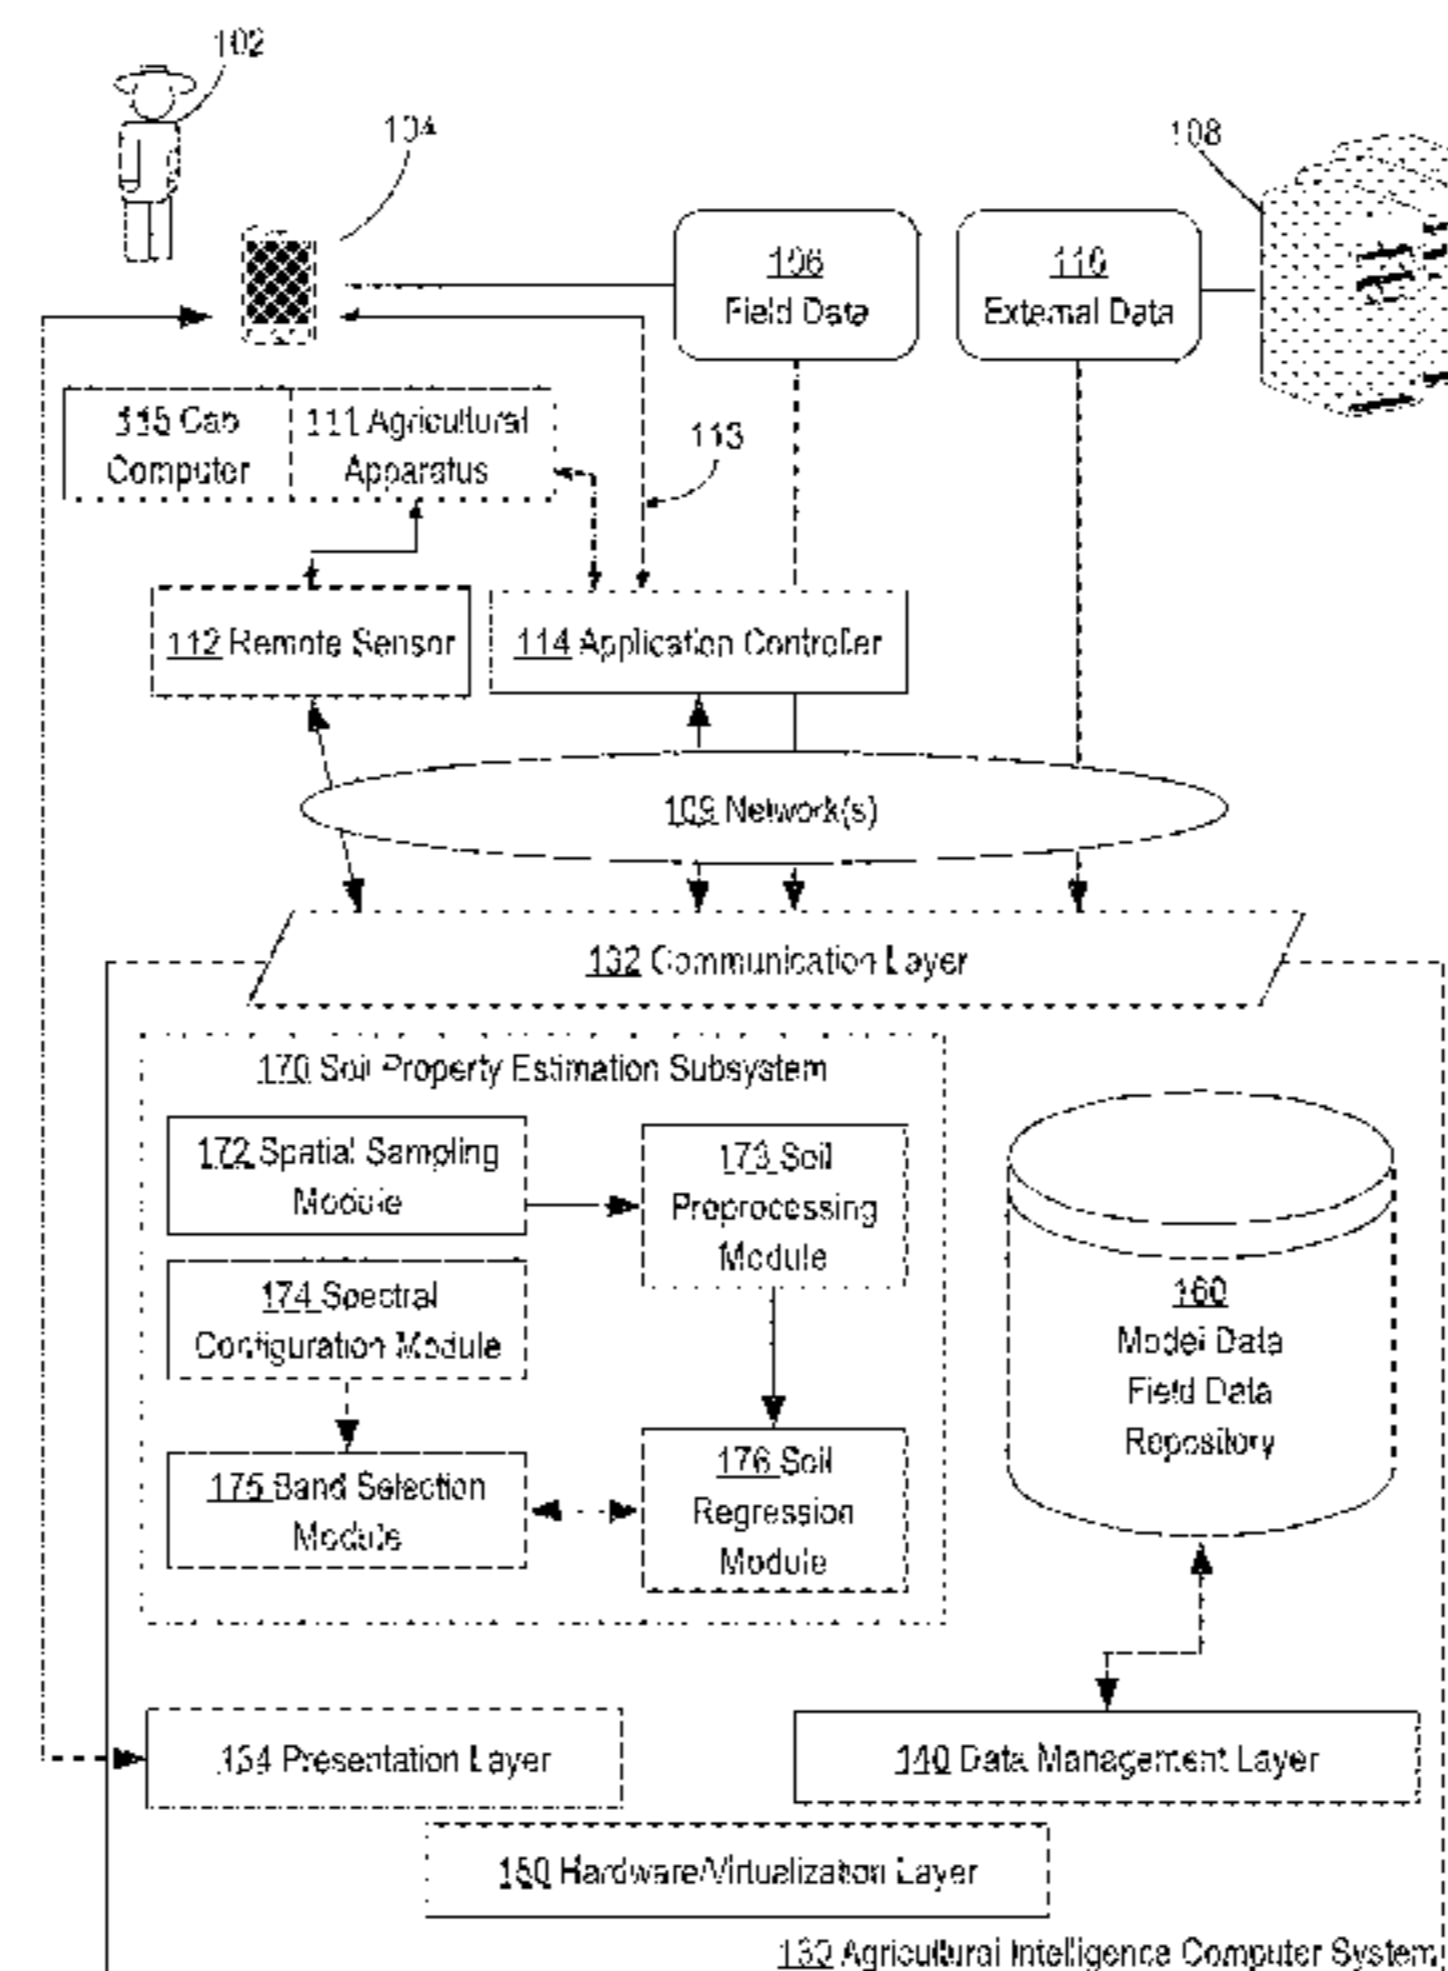 102
104
108
106
Field Data
110
External Data
115 Cab
Computer
111 Agricultural
Apparatus
113
112 Remote Sensor
114 Application Controller
109 Network(s)
132 Communication Layer
170 Soil Property Estimation Subsystem
172 Spatial Sampling
Module
173 Soil
Preprocessing
Module
174 Spectral
Configuration Module
160
Model Data
Field Data
Repository
175 Band Selection
Module
176 Soil
Regression
Module
134 Presentation Layer
140 Data Management Layer
150 Hardware/Virtualization Layer
130 Agricultural Intelligence Computer System